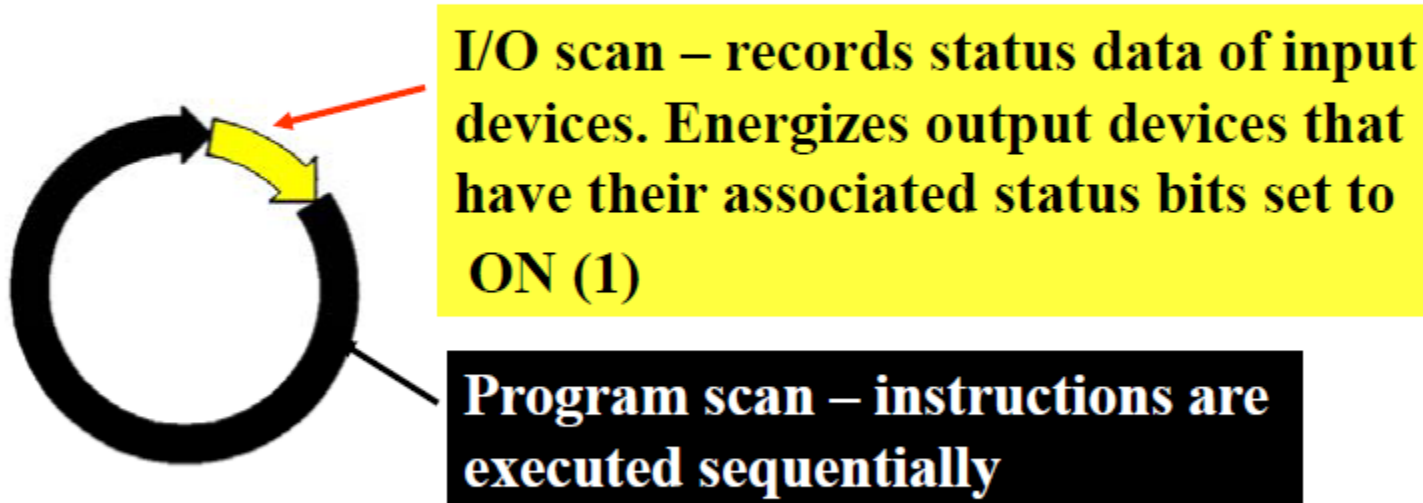 I/O scan – records status data of input
devices. Energizes output devices that
have their associated status bits set to
ON (1)
Program scan – instructions are
executed sequentially